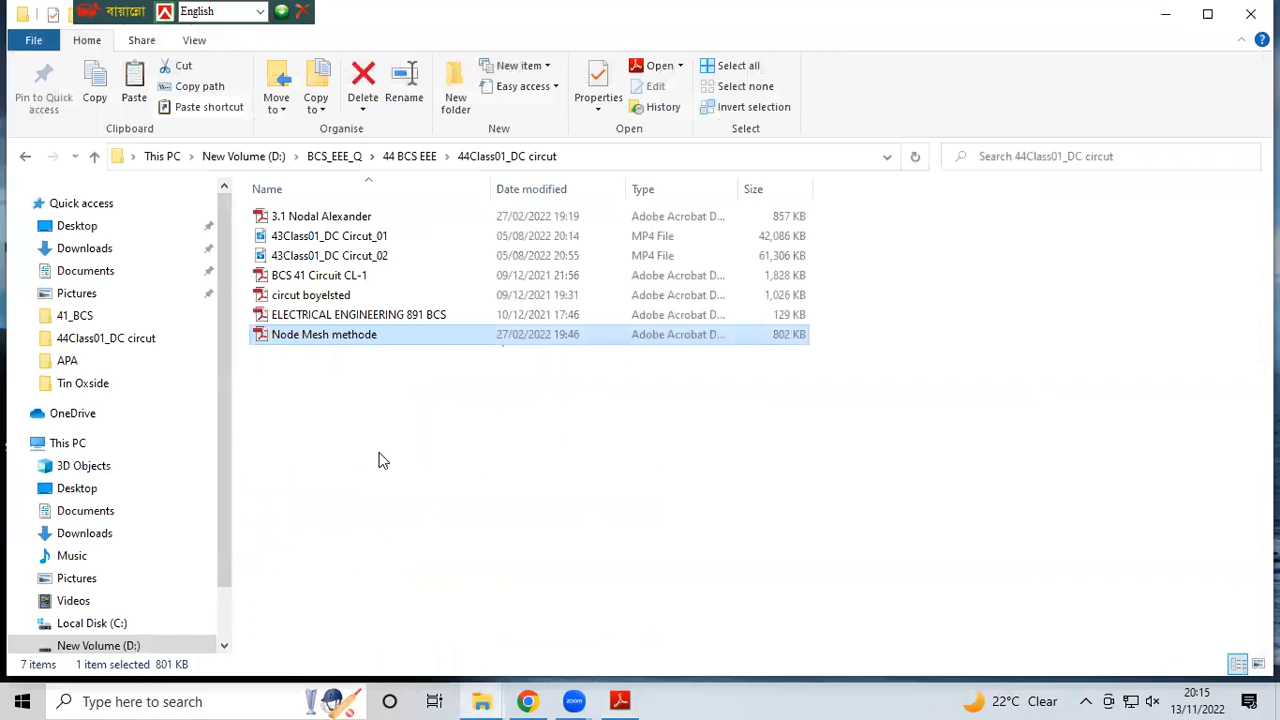 বায়ান্নো English
File Home Share View
Pin to Quick access
Copy
Paste
Cut
Copy path
Paste shortcut
Move to
Copy to
Delete
Rename
New folder
New item
Easy access
Properties
Open
Edit
History
Select all
Select none
Invert selection
Clipboard Organise New Open Select
This PC > New Volume (D:) > BCS_EEE_Q > 44 BCS EEE > 44Class01_DC circut
Search 44Class01_DC circut
Name Date modified Type Size
3.1 Nodal Alexander 27/02/2022 19:19 Adobe Acrobat D... 857 KB
43Class01_DC Circut_01 05/08/2022 20:14 MP4 File 42,086 KB
43Class01_DC Circut_02 05/08/2022 20:55 MP4 File 61,306 KB
BCS 41 Circuit CL-1 09/12/2021 21:56 Adobe Acrobat D... 1,828 KB
circut boyelsted 09/12/2021 19:31 Adobe Acrobat D... 1,026 KB
ELECTRICAL ENGINEERING 891 BCS 10/12/2021 17:46 Adobe Acrobat D... 129 KB
Node Mesh methode 27/02/2022 19:46 Adobe Acrobat D... 802 KB
Quick access
Desktop
Downloads
Documents
Pictures
41_BCS
44Class01_DC circut
APA
Tin Oxside
OneDrive
This PC
3D Objects
Desktop
Documents
Downloads
Music
Pictures
Videos
Local Disk (C:)
New Volume (D:)
7 items 1 item selected 801 KB
Type here to search
zoom
22°C Clear
20:15
13/11/2022